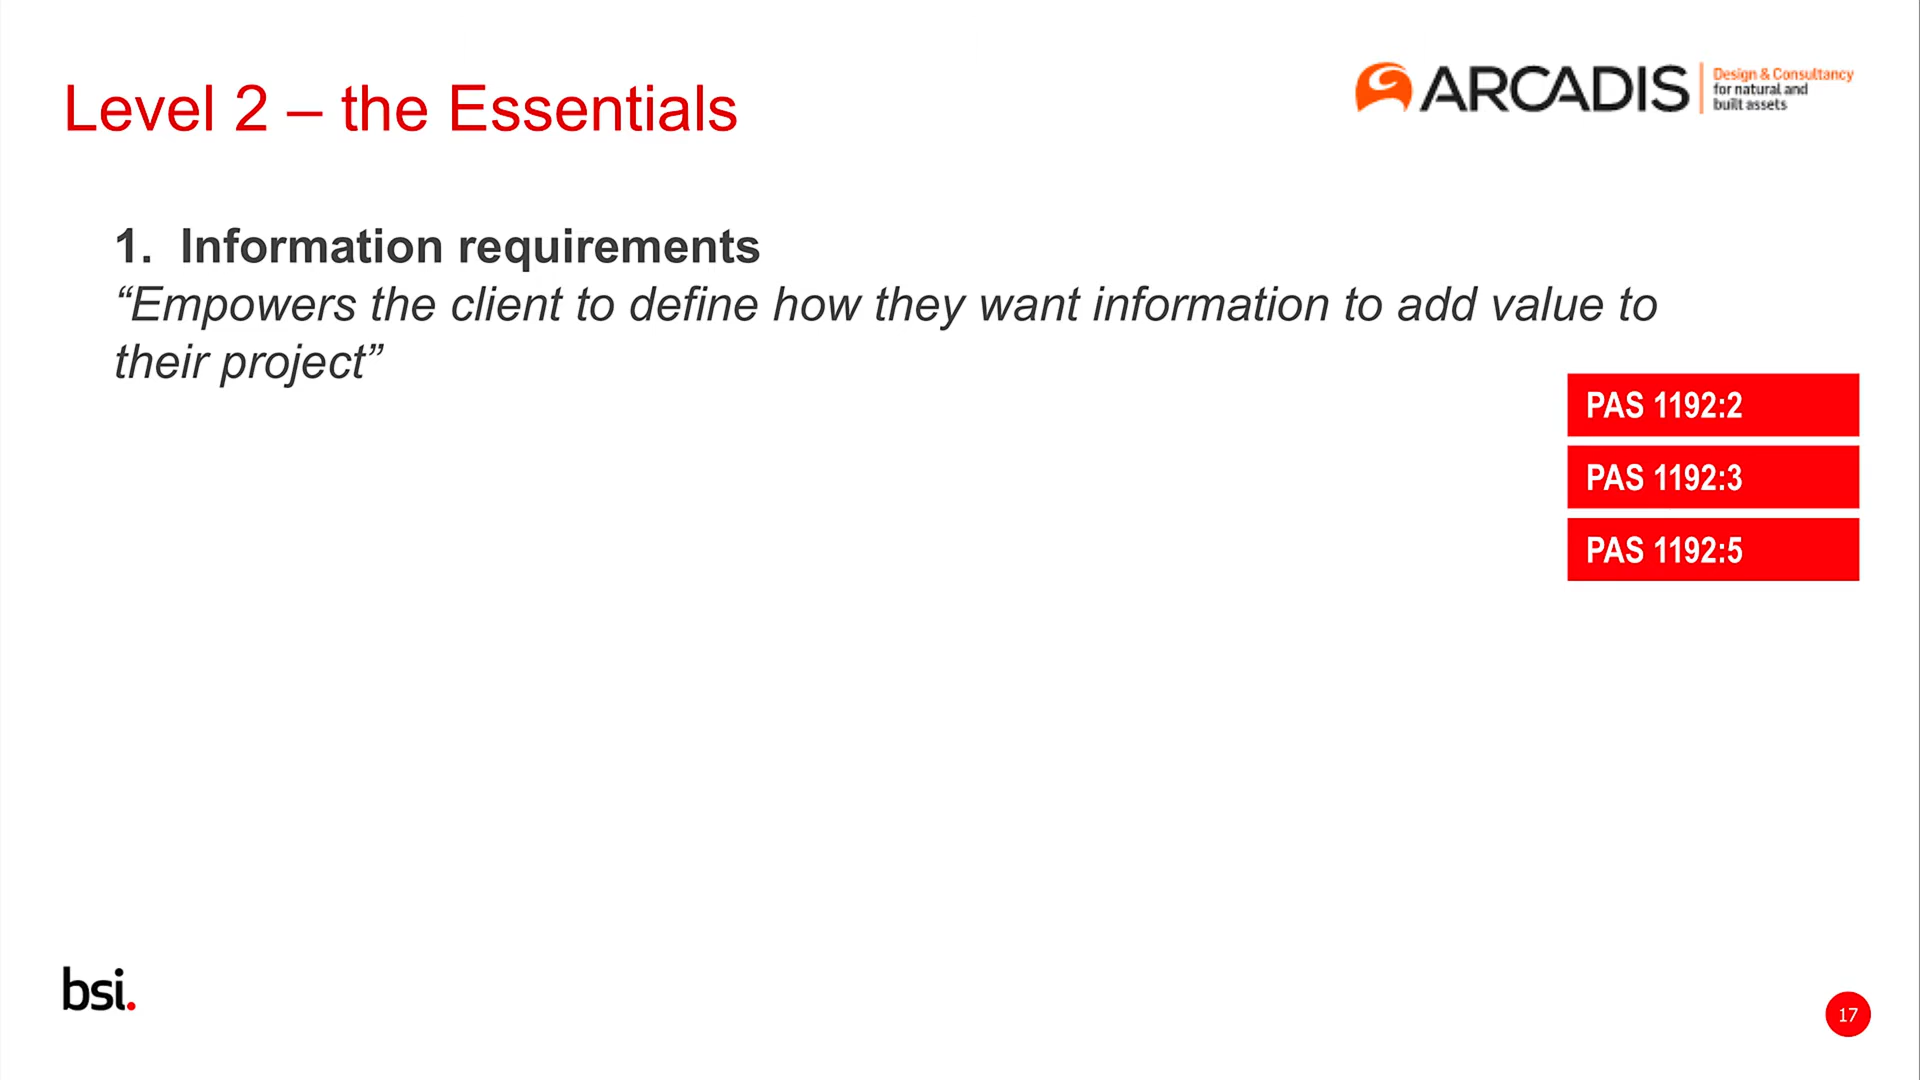 Level 2 – the Essentials
ARCADIS
Design & Consultancy
for natural and
built assets
1. Information requirements
“Empowers the client to define how they want information to add value to
their project”
PAS 1192:2
PAS 1192:3
PAS 1192:5
bsi.
17